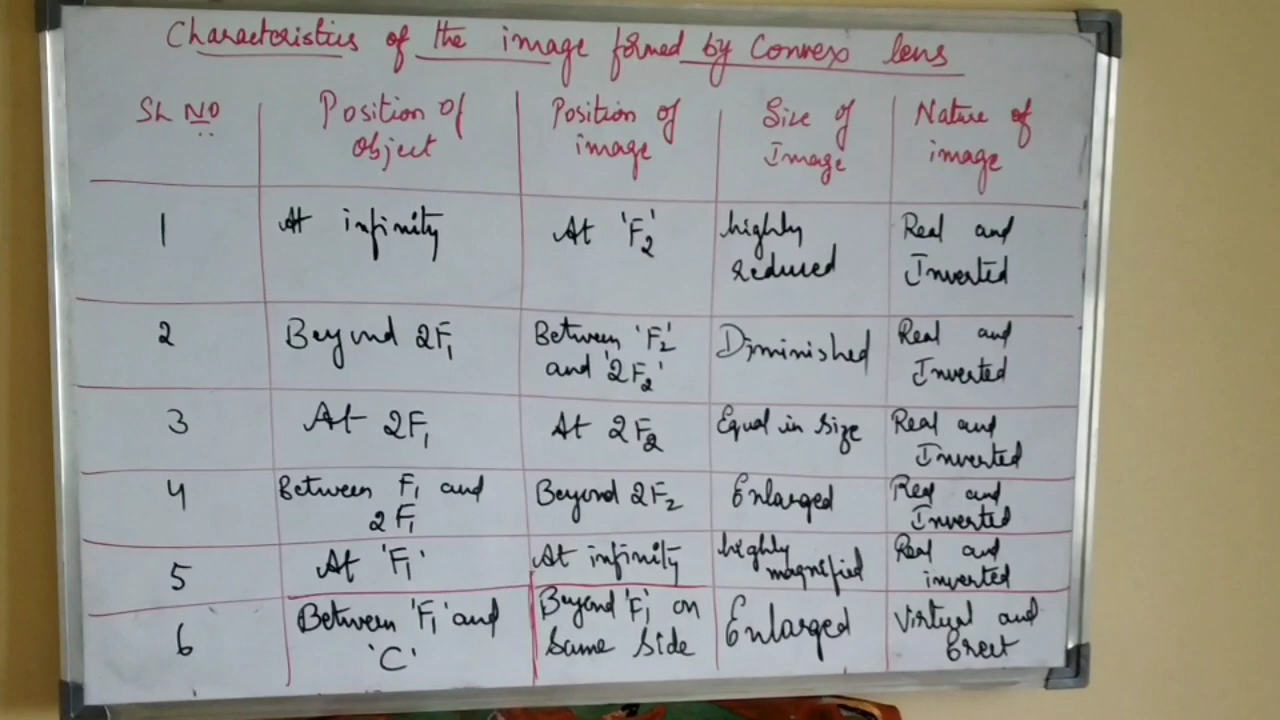 Characteristics of the image formed by Convex lens
SL NO
Position of object
Position of image
Size of Image
Nature of image
1
At infinity
At 'F2'
highly reduced
Real and Inverted
2
Beyond 2F1
Between 'F2' and '2F2'
Diminished
Real and Inverted
3
At 2F1
At 2F2
Equal in size
Real and Inverted
4
Between F1 and 2F1
Beyond 2F2
Enlarged
Real and Inverted
5
At 'F1'
At infinity
highly magnified
Real and inverted
6
Between 'F1' and 'C'
Beyond 'F1' on Same Side
Enlarged
Virtual and Erect